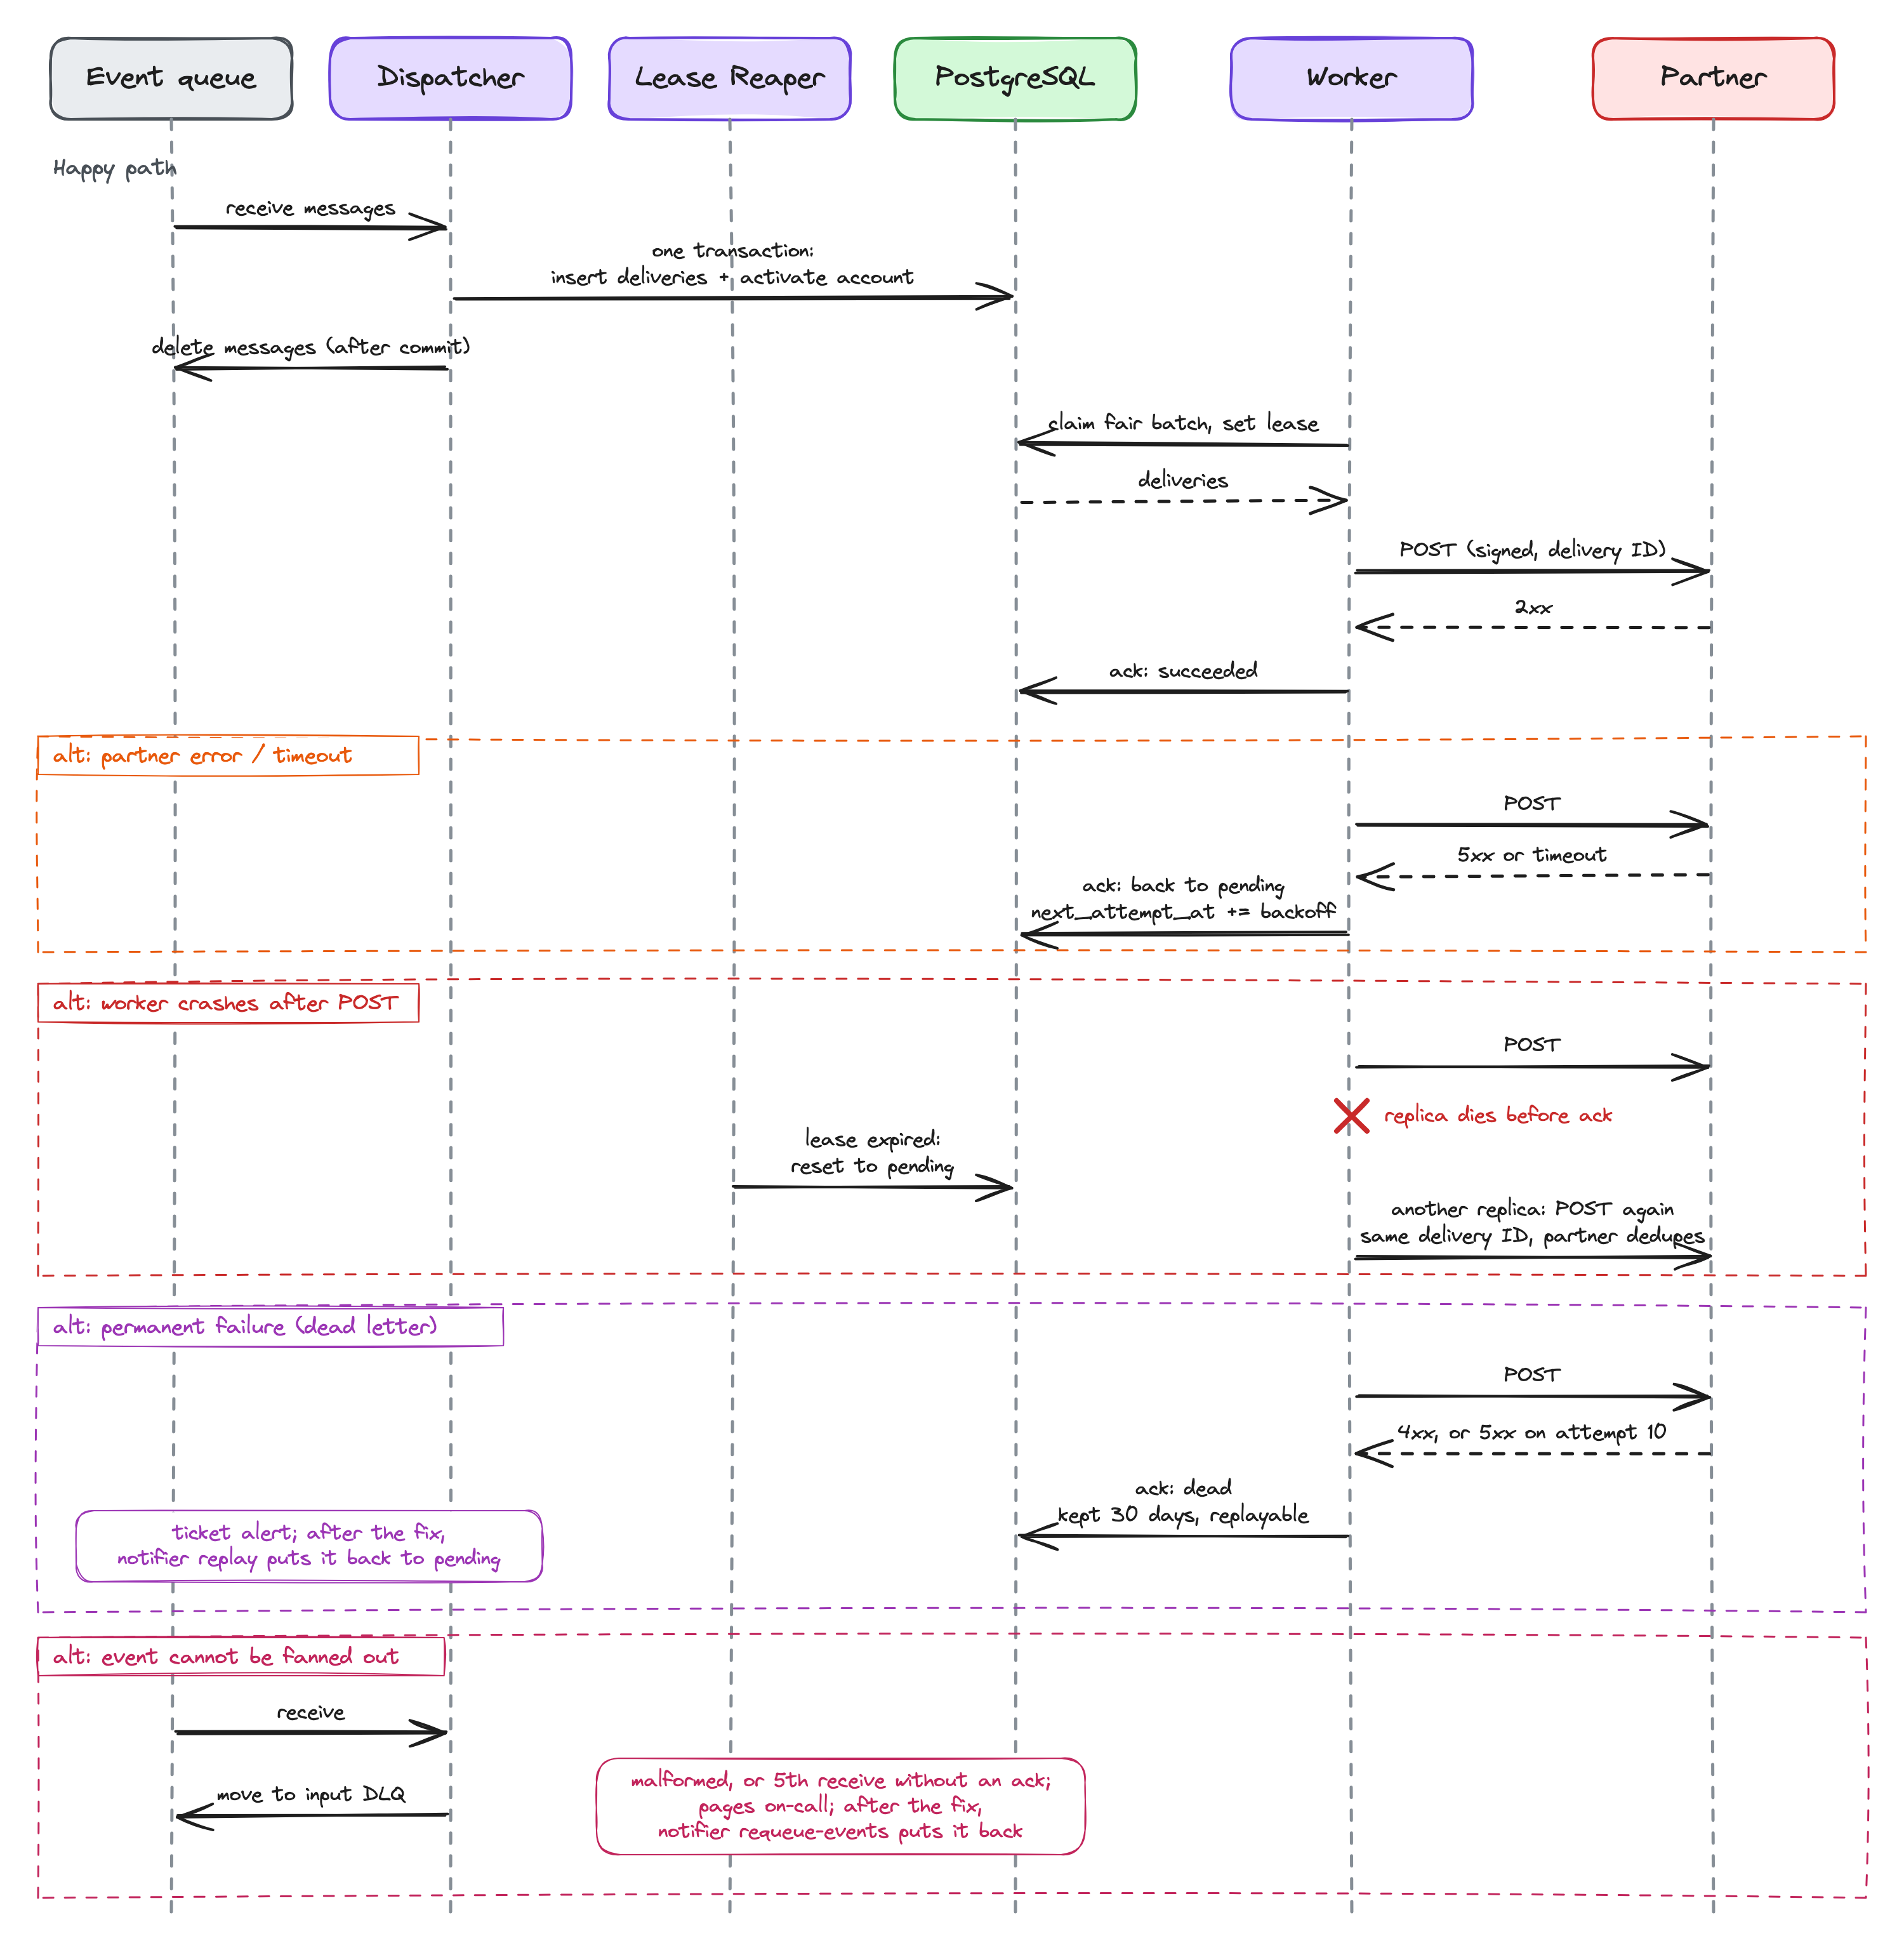 Event queue
Dispatcher
Lease Reaper
PostgreSQL
Worker
Partner
Happy path
receive messages
one transaction:
insert deliveries + activate account
delete messages (after commit)
claim fair batch, set lease
deliveries
POST (signed, delivery ID)
2xx
ack: succeeded
alt: partner error / timeout
POST
5xx or timeout
ack: back to pending
next_attempt_at += backoff
alt: worker crashes after POST
POST
replica dies before ack
lease expired:
reset to pending
another replica: POST again
same delivery ID, partner dedupes
alt: permanent failure (dead letter)
POST
4xx, or 5xx on attempt 10
ack: dead
kept 30 days, replayable
ticket alert; after the fix,
notifier replay puts it back to pending
alt: event cannot be fanned out
receive
move to input DLQ
malformed, or 5th receive without an ack;
pages on-call; after the fix,
notifier requeue-events puts it back